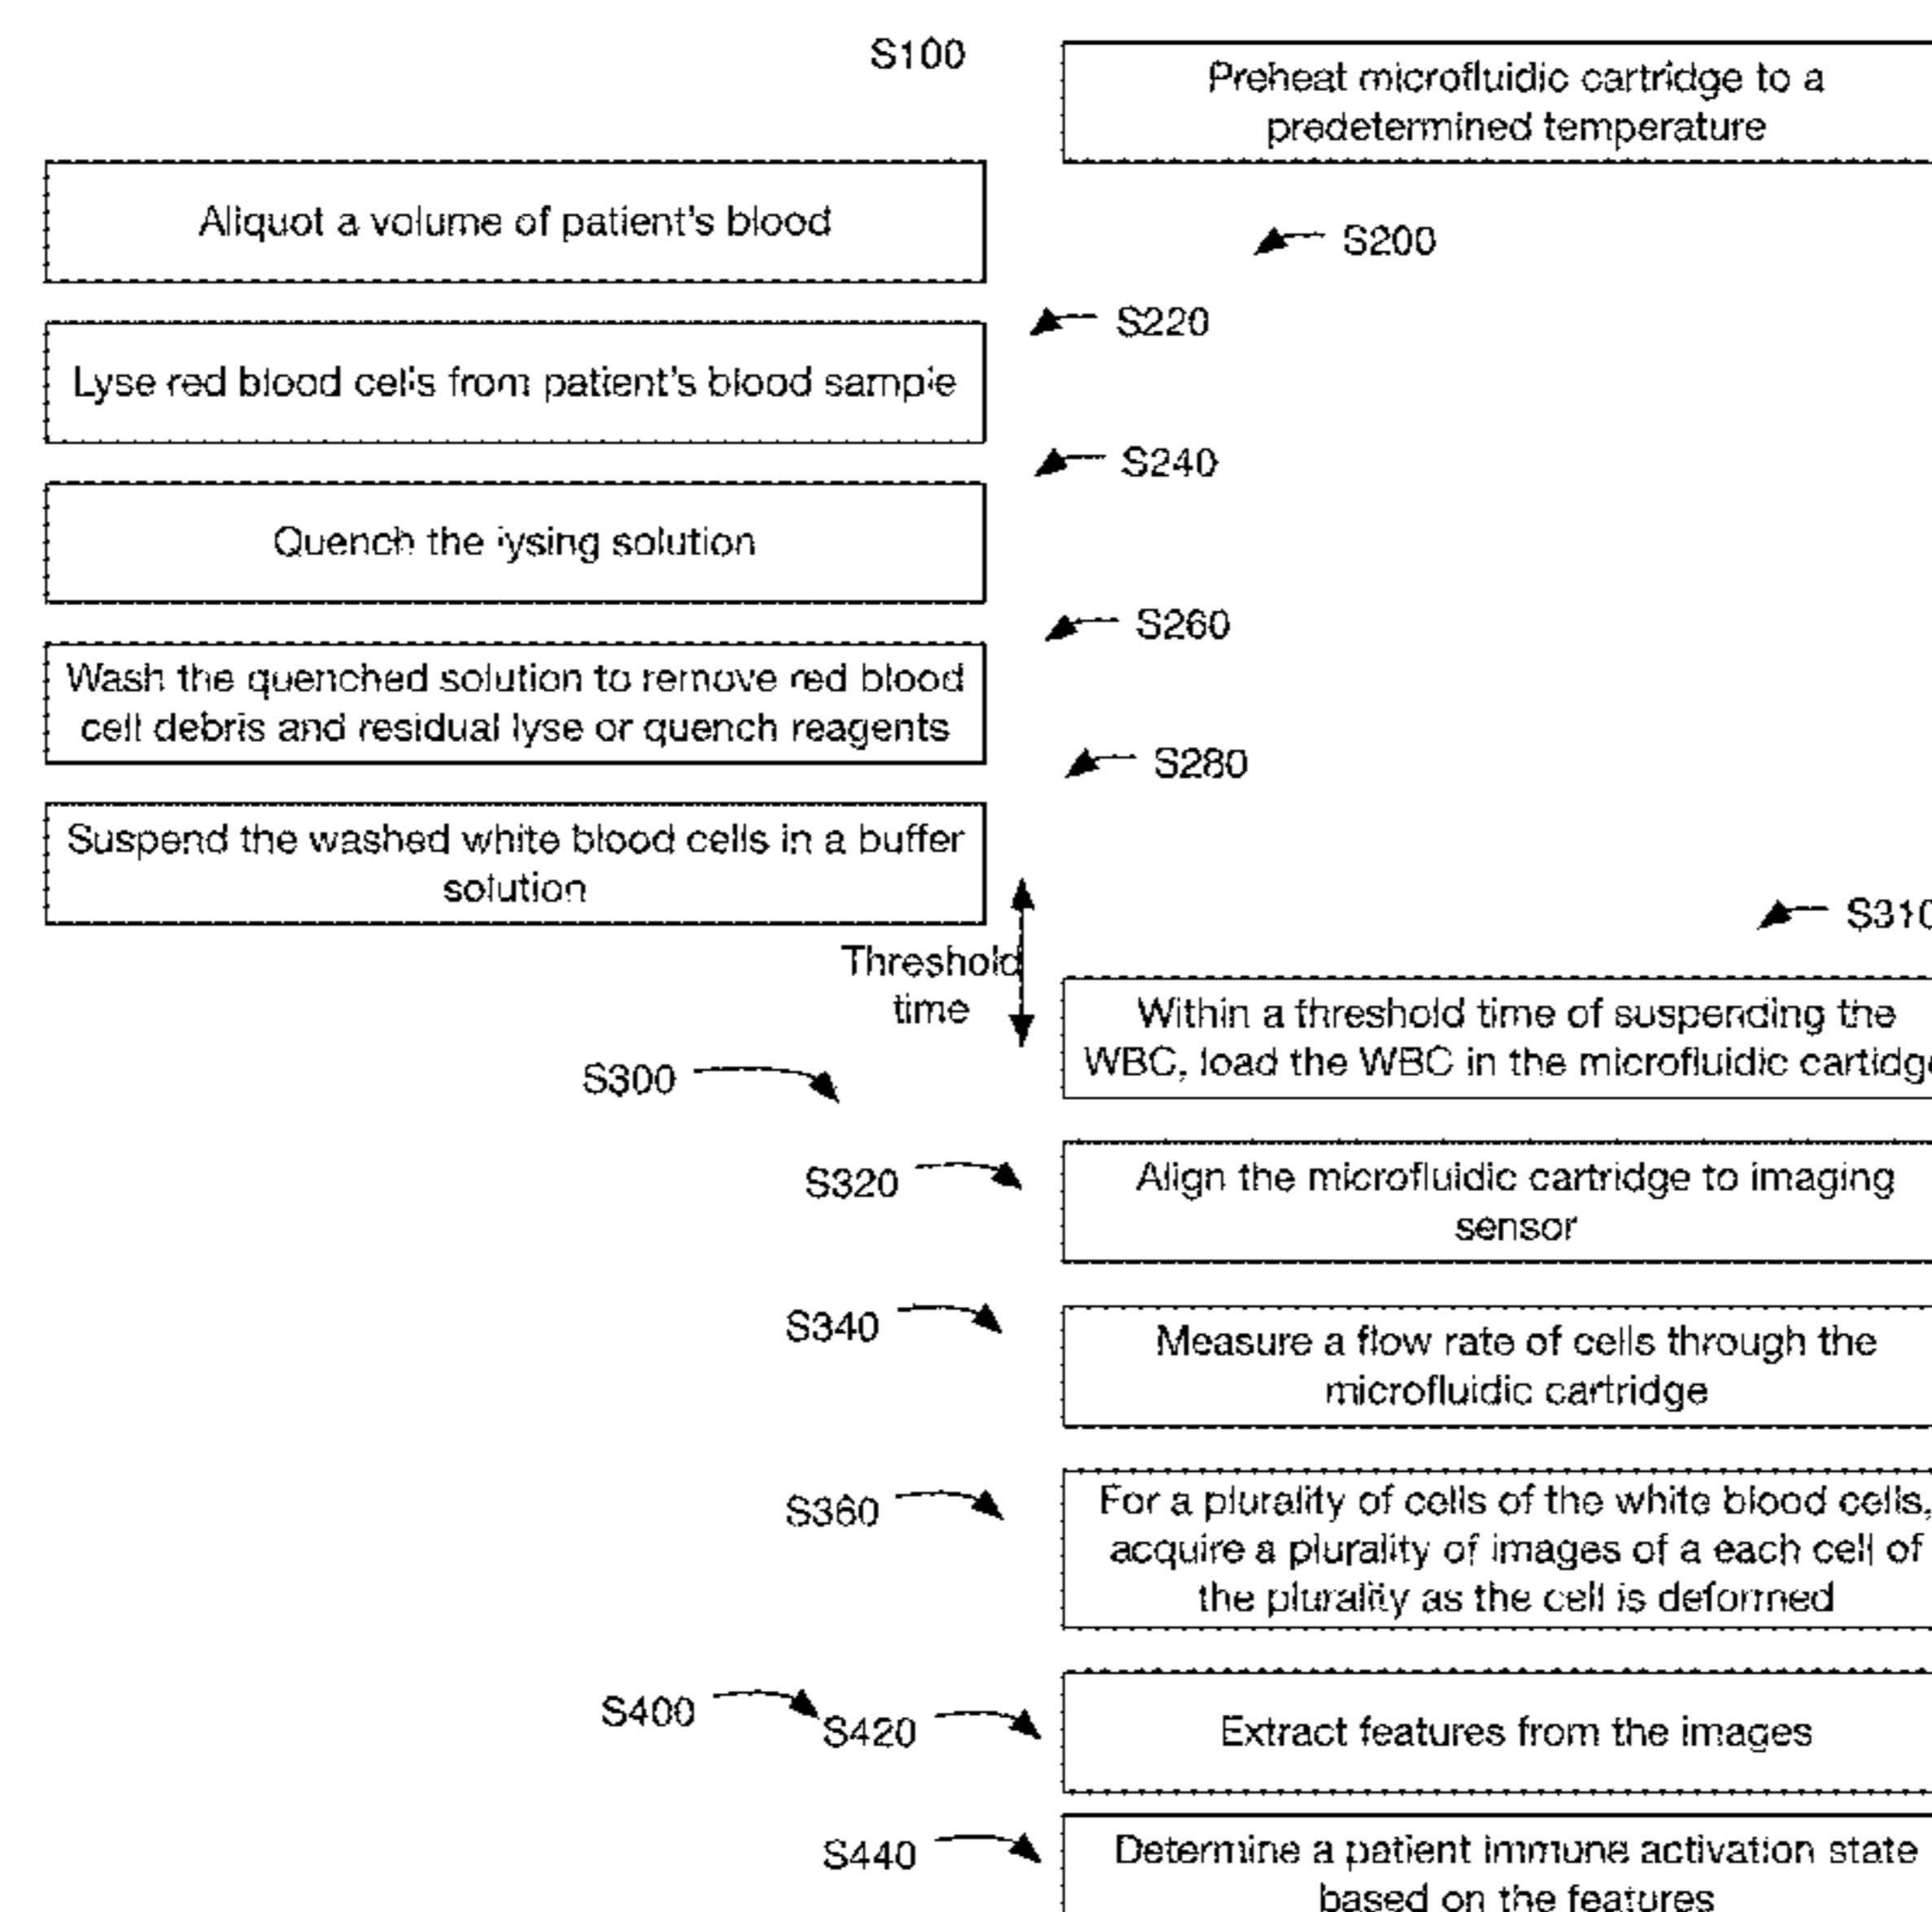 S100
Preheat microfluidic cartridge to a
predetermined temperature
Aliquot a volume of patient's blood
S200
S220
Lyse red blood cells from patient's blood sample
S240
Quench the lysing solution
S260
Wash the quenched solution to remove red blood
cell debris and residual lyse or quench reagents
S280
Suspend the washed white blood cells in a buffer
solution
S310
Threshold
time
Within a threshold time of suspending the
WBC, load the WBC in the microfluidic cartidge
S300
S320
Align the microfluidic cartridge to imaging
sensor
S340
Measure a flow rate of cells through the
microfluidic cartridge
S360
For a plurality of cells of the white blood cells,
acquire a plurality of images of a each cell of
the plurality as the cell is deformed
S400
S420
Extract features from the images
S440
Determine a patient immune activation state
based on the features